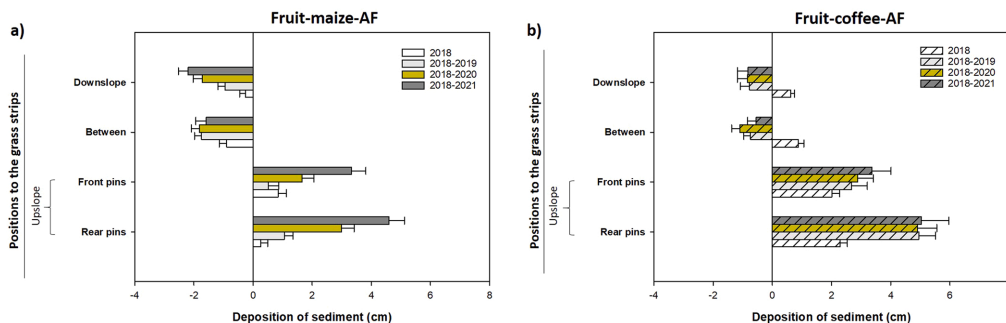 Fruit-maize-AF
a)
2018
2018-2019
2018-2020
2018-2021
Positions to the grass strips
Upslope
Downslope
Between
Front pins
Rear pins
-4 -2 0 2 4 6 8
Deposition of sediment (cm)
Fruit-coffee-AF
b)
2018
2018-2019
2018-2020
2018-2021
Positions to the grass strips
Upslope
Downslope
Between
Front pins
Rear pins
-4 -2 0 2 4 6 8
Deposition of sediment (cm)